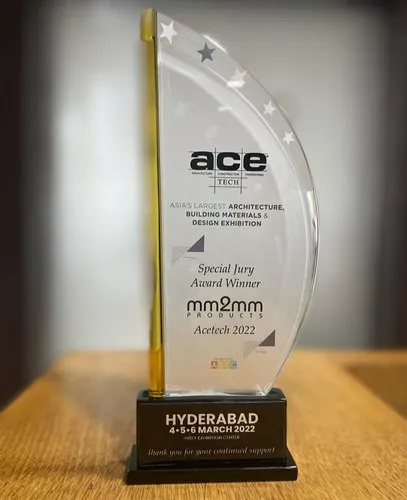 ace
ARCHITECTURE CONSTRUCTION ENGINEERING
TECH
ASIA'S LARGEST ARCHITECTURE,
BUILDING MATERIALS &
DESIGN EXHIBITION
Special Jury
Award Winner
mm2mm
PRODUCTS
Acetech 2022
HYDERABAD
4•5•6 MARCH 2022
EXHIBITION CENTER
thank you for your continued support